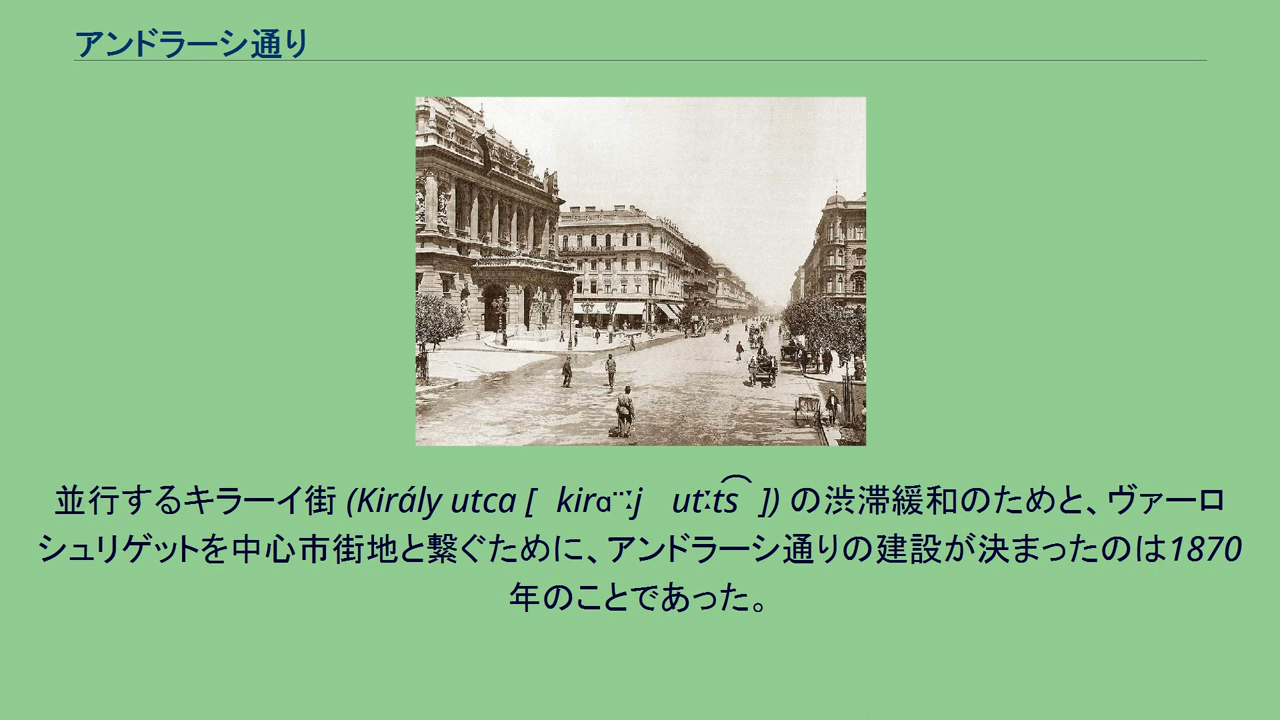 アンドラーシ通り
並行するキラーイ街 (Király utca [ kirɑ̈ːj utːt͡s ]) の渋滞緩和のためと、ヴァーロ
シュリゲットを中心市街地と繋ぐために、アンドラーシ通りの建設が決まったのは1870
年のことであった。